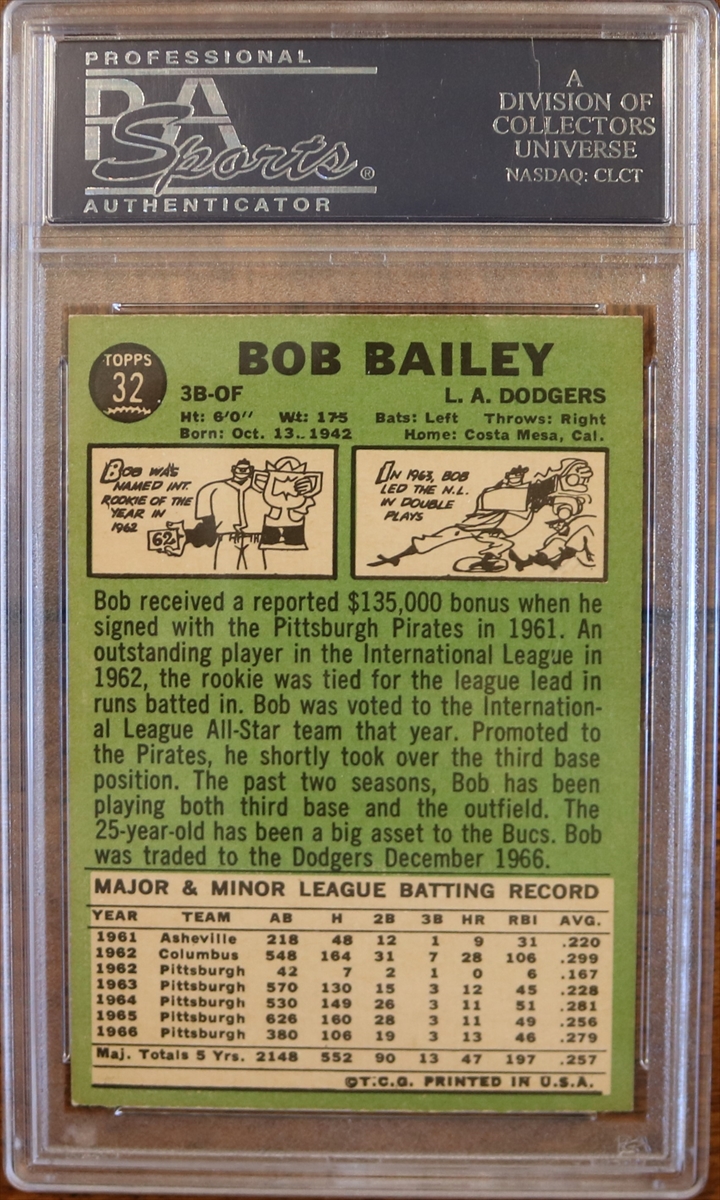 PROFESSIONAL
PSA
Sports®
AUTHENTICATOR
A
DIVISION OF
COLLECTORS
UNIVERSE
NASDAQ: CLCT
TOPPS
32
BOB BAILEY
3B-OF L. A. DODGERS
Ht: 6'0" Wt: 175 Bats: Left Throws: Right
Born: Oct. 13, 1942 Home: Costa Mesa, Cal.
BOB WAS
NAMED INT.
ROOKIE OF THE
YEAR IN
1962
62
IN 1963, BOB
LED THE N.L.
IN DOUBLE
PLAYS
Bob received a reported $135,000 bonus when he
signed with the Pittsburgh Pirates in 1961. An
outstanding player in the International League in
1962, the rookie was tied for the league lead in
runs batted in. Bob was voted to the Internation-
al League All-Star team that year. Promoted to
the Pirates, he shortly took over the third base
position. The past two seasons, Bob has been
playing both third base and the outfield. The
25-year-old has been a big asset to the Bucs. Bob
was traded to the Dodgers December 1966.
MAJOR & MINOR LEAGUE BATTING RECORD
YEAR TEAM AB H 2B 3B HR RBI AVG.
1961 Asheville 218 48 12 1 9 31 .220
1962 Columbus 548 164 31 7 28 106 .299
1962 Pittsburgh 42 7 2 1 0 6 .167
1963 Pittsburgh 570 130 15 3 12 45 .228
1964 Pittsburgh 530 149 26 3 11 51 .281
1965 Pittsburgh 626 160 28 3 11 49 .256
1966 Pittsburgh 380 106 19 3 13 46 .279
Maj. Totals 5 Yrs. 2148 552 90 13 47 197 .257
©T.C.G. PRINTED IN U.S.A.